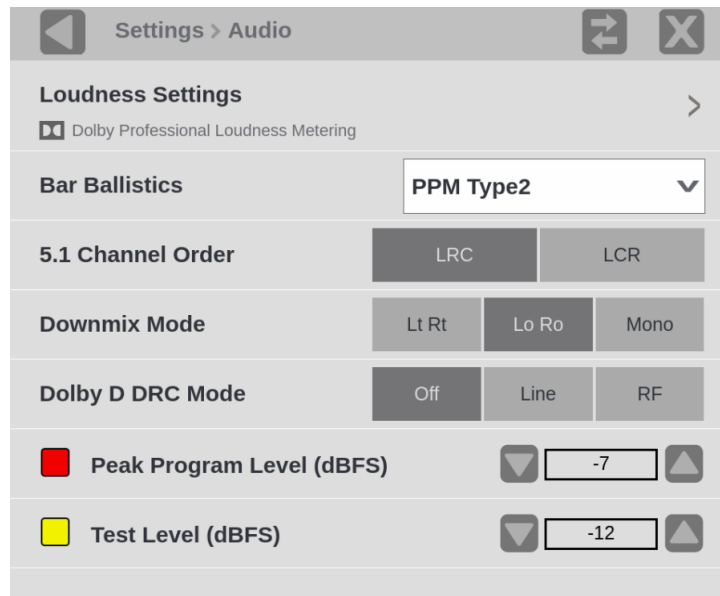 Settings > Audio
Loudness Settings
Dolby Professional Loudness Metering
Bar Ballistics PPM Type2
5.1 Channel Order LRC LCR
Downmix Mode Lt Rt Lo Ro Mono
Dolby D DRC Mode Off Line RF
Peak Program Level (dBFS) -7
Test Level (dBFS) -12